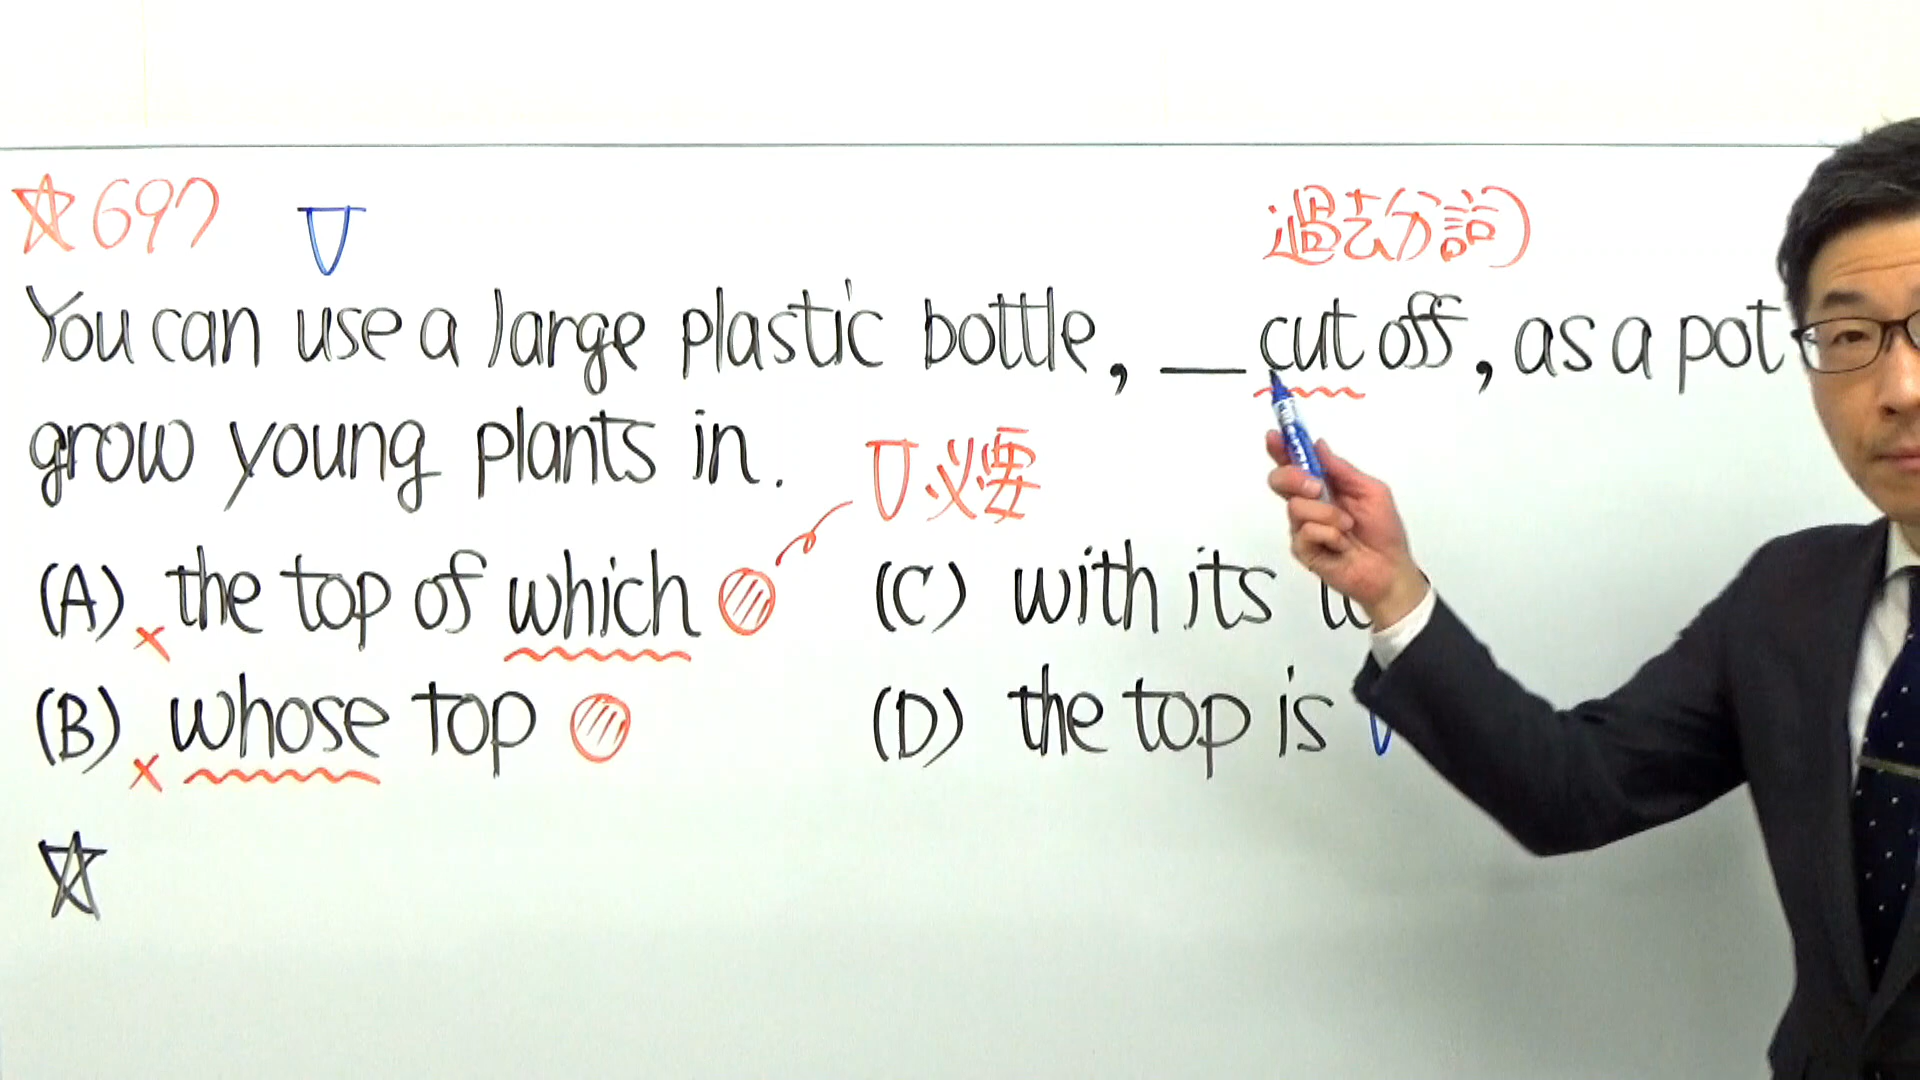 ☆697 V 過去分詞)
You can use a large plastic bottle, __ cut off, as a pot
grow young plants in.
V必要
(A) × the top of which (C) with its
(B) × whose top (D) the top is V
☆